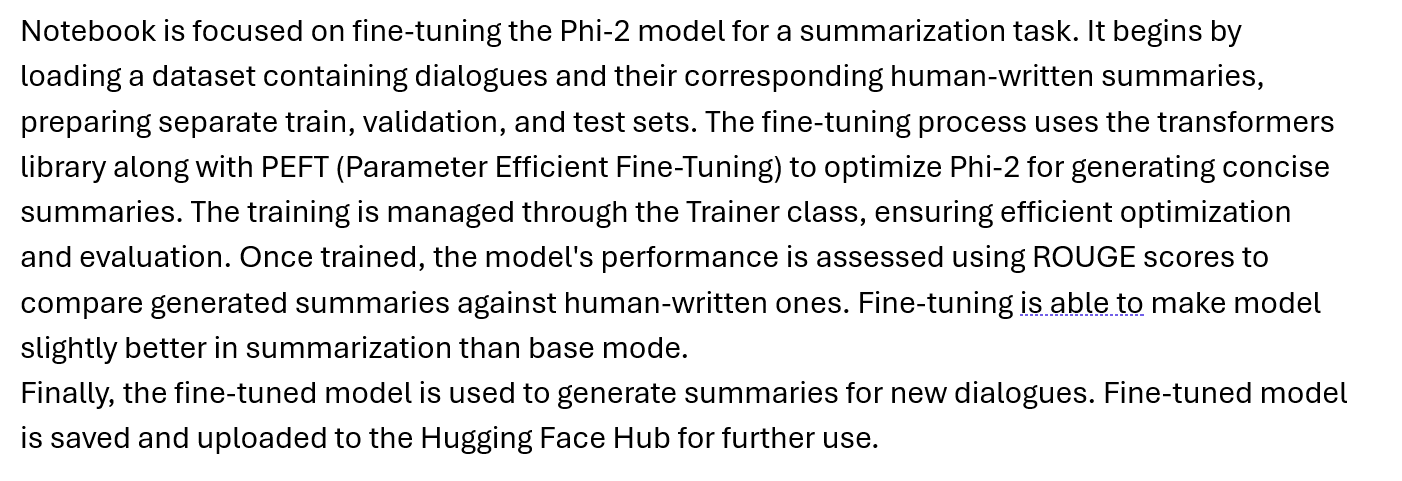 Notebook is focused on fine-tuning the Phi-2 model for a summarization task. It begins by
loading a dataset containing dialogues and their corresponding human-written summaries,
preparing separate train, validation, and test sets. The fine-tuning process uses the transformers
library along with PEFT (Parameter Efficient Fine-Tuning) to optimize Phi-2 for generating concise
summaries. The training is managed through the Trainer class, ensuring efficient optimization
and evaluation. Once trained, the model's performance is assessed using ROUGE scores to
compare generated summaries against human-written ones. Fine-tuning is able to make model
slightly better in summarization than base mode.
Finally, the fine-tuned model is used to generate summaries for new dialogues. Fine-tuned model
is saved and uploaded to the Hugging Face Hub for further use.